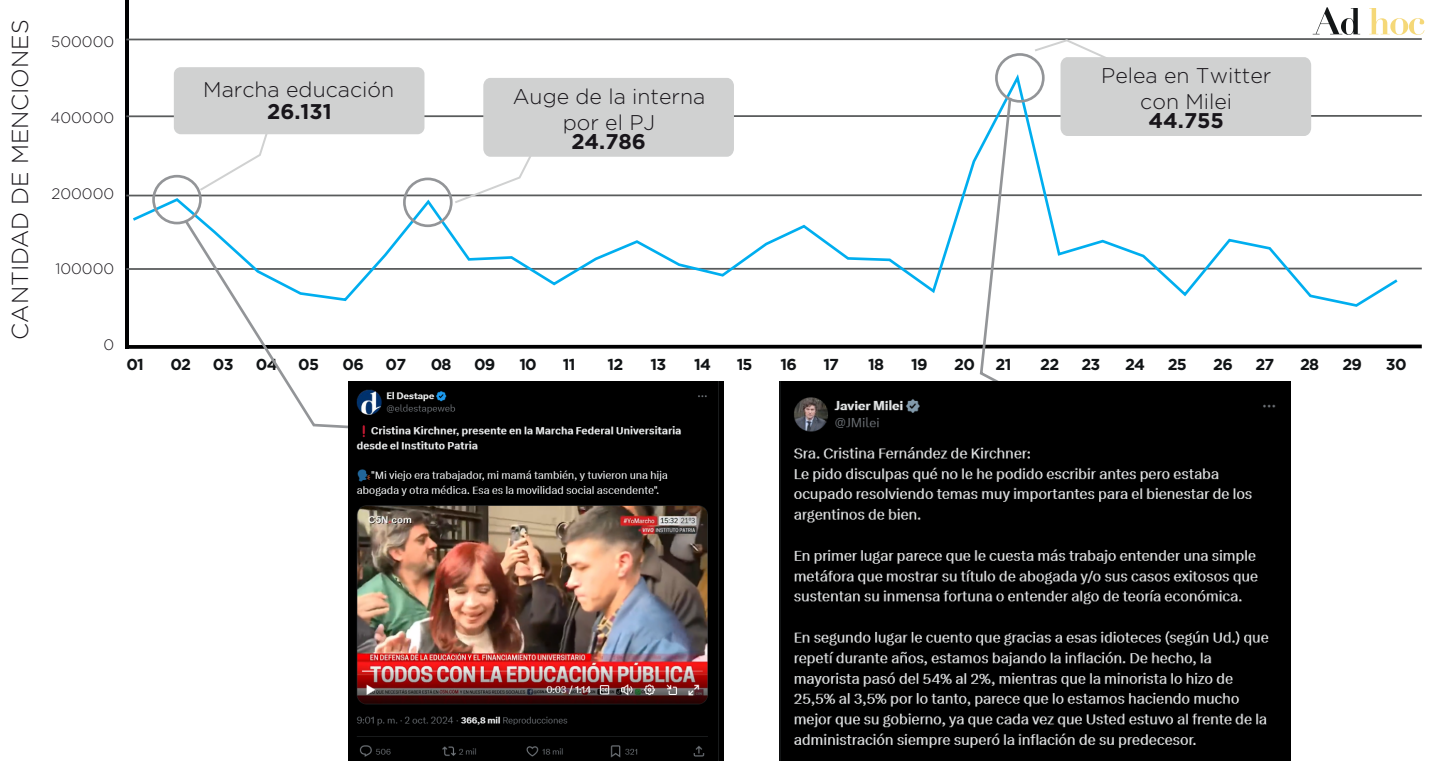 Ad hoc
CANTIDAD DE MENCIONES
500000
400000
200000
100000
0
Marcha educación
26.131
Auge de la interna
por el PJ
24.786
Pelea en Twitter
con Milei
44.755
01 02 03 04 05 06 07 08 09 10 11 12 13 14 15 16 17 18 19 20 21 22 23 24 25 26 27 28 29 30
El Destape
@eldestapeweb
❗ Cristina Kirchner, presente en la Marcha Federal Universitaria
desde el Instituto Patria
🗣️"Mi viejo era trabajador, mi mamá también, y tuvieron una hija
abogada y otra médica. Esa es la movilidad social ascendente".
C5N com
#YoMarcho 15:32 21°3
VIVO INSTITUTO PATRIA
EN DEFENSA DE LA EDUCACIÓN Y EL FINANCIAMIENTO UNIVERSITARIO
TODOS CON LA EDUCACIÓN PÚBLICA
0:03 / 1:14
9:01 p. m. · 2 oct. 2024 · 366,8 mil Reproducciones
506 2 mil 18 mil 321
Javier Milei
@JMilei
Sra. Cristina Fernández de Kirchner:
Le pido disculpas qué no le he podido escribir antes pero estaba
ocupado resolviendo temas muy importantes para el bienestar de los
argentinos de bien.
En primer lugar parece que le cuesta más trabajo entender una simple
metáfora que mostrar su título de abogada y/o sus casos exitosos que
sustentan su inmensa fortuna o entender algo de teoría económica.
En segundo lugar le cuento que gracias a esas idioteces (según Ud.) que
repetí durante años, estamos bajando la inflación. De hecho, la
mayorista pasó del 54% al 2%, mientras que la minorista lo hizo de
25,5% al 3,5% por lo tanto, parece que lo estamos haciendo mucho
mejor que su gobierno, ya que cada vez que Usted estuvo al frente de la
administración siempre superó la inflación de su predecesor.